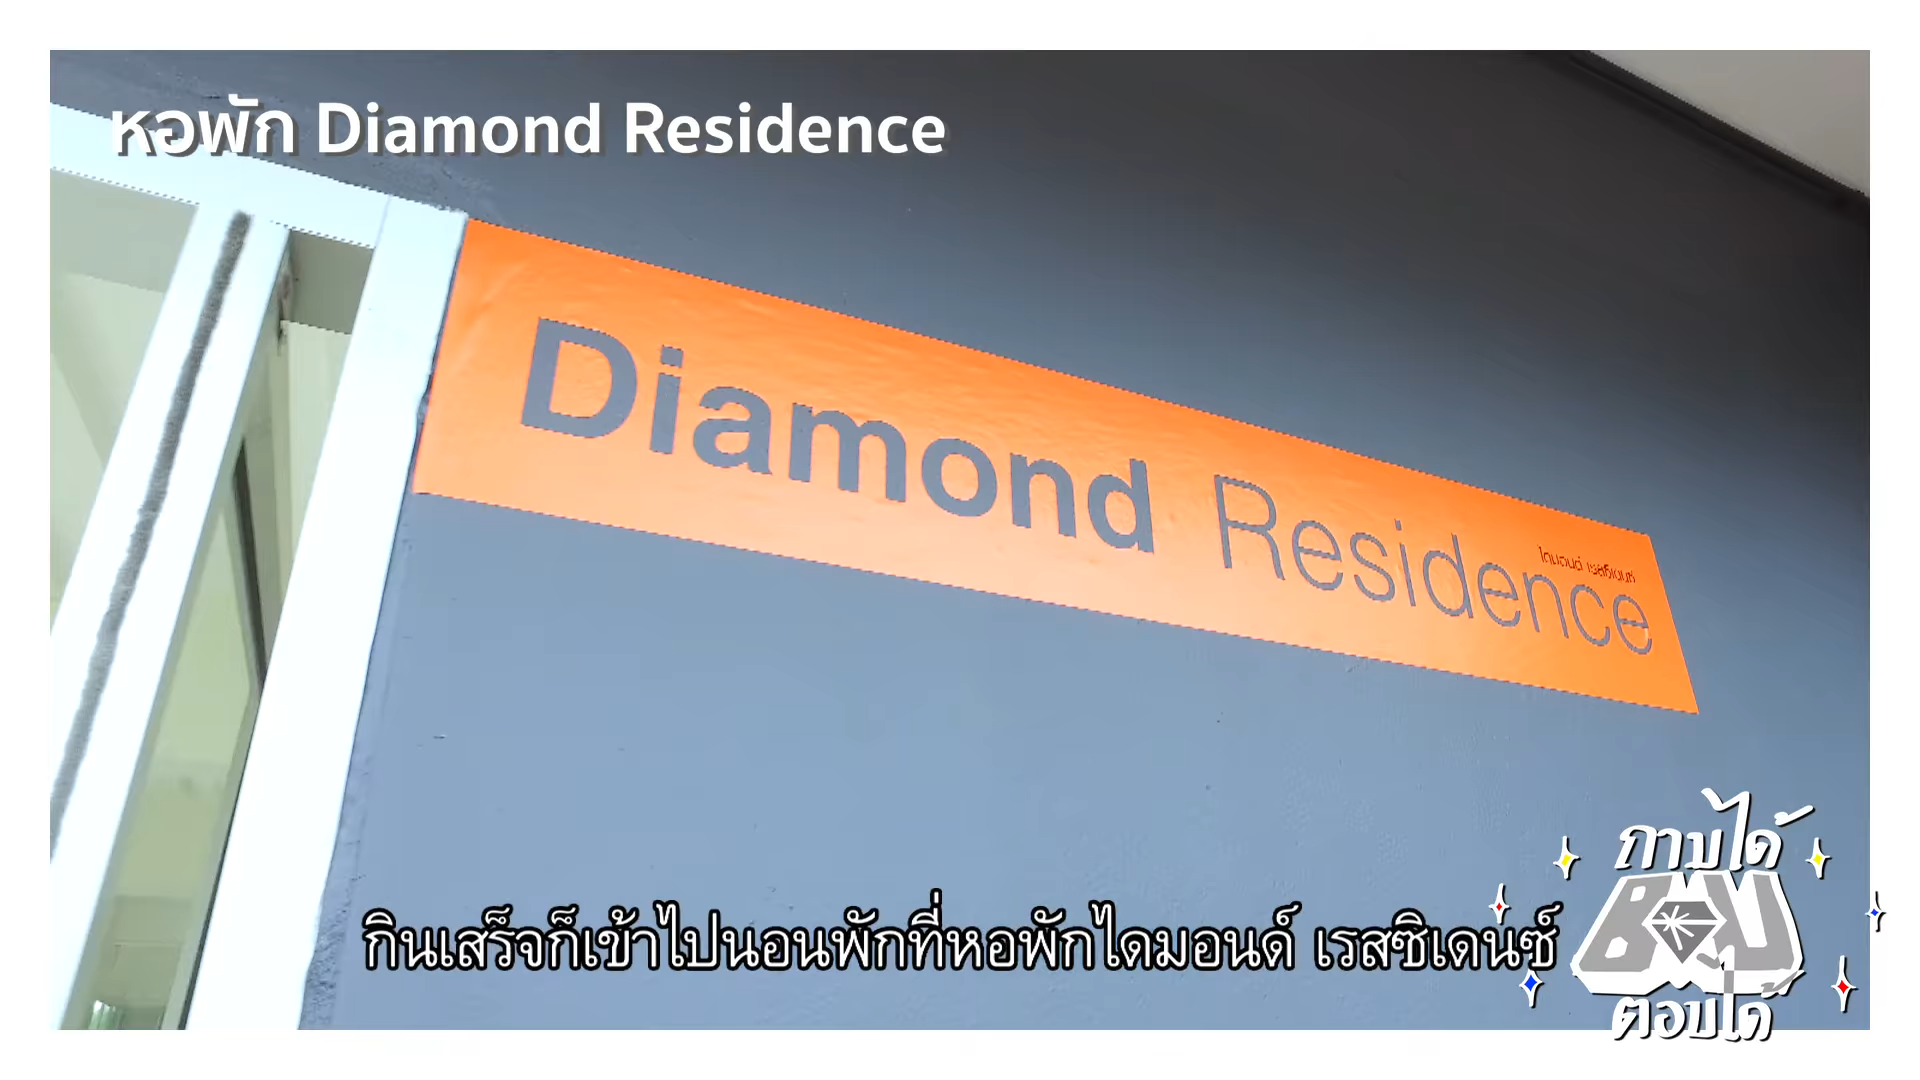 หอพัก Diamond Residence
Diamond Residence
ไดมอนด์ เรสซิเดนซ์
กินเสร็จก็เข้าไปนอนพักที่หอพักไดมอนด์ เรสซิเดนซ์
ถามได้
BAU
ตอบได้